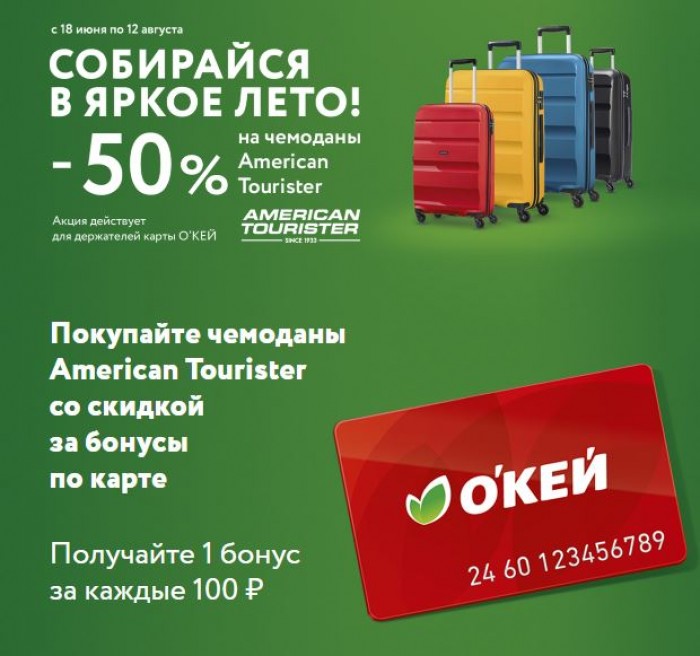 с 18 июня по 12 августа
СОБИРАЙСЯ
В ЯРКОЕ ЛЕТО!
- 50%
на чемоданы
American
Tourister
Акция действует
для держателей карты О'КЕЙ
AMERICAN
TOURISTER
SINCE 1933
Покупайте чемоданы
American Tourister
со скидкой
за бонусы
по карте
О'КЕЙ
24 60 123456789
Получайте 1 бонус
за каждые 100 ₽